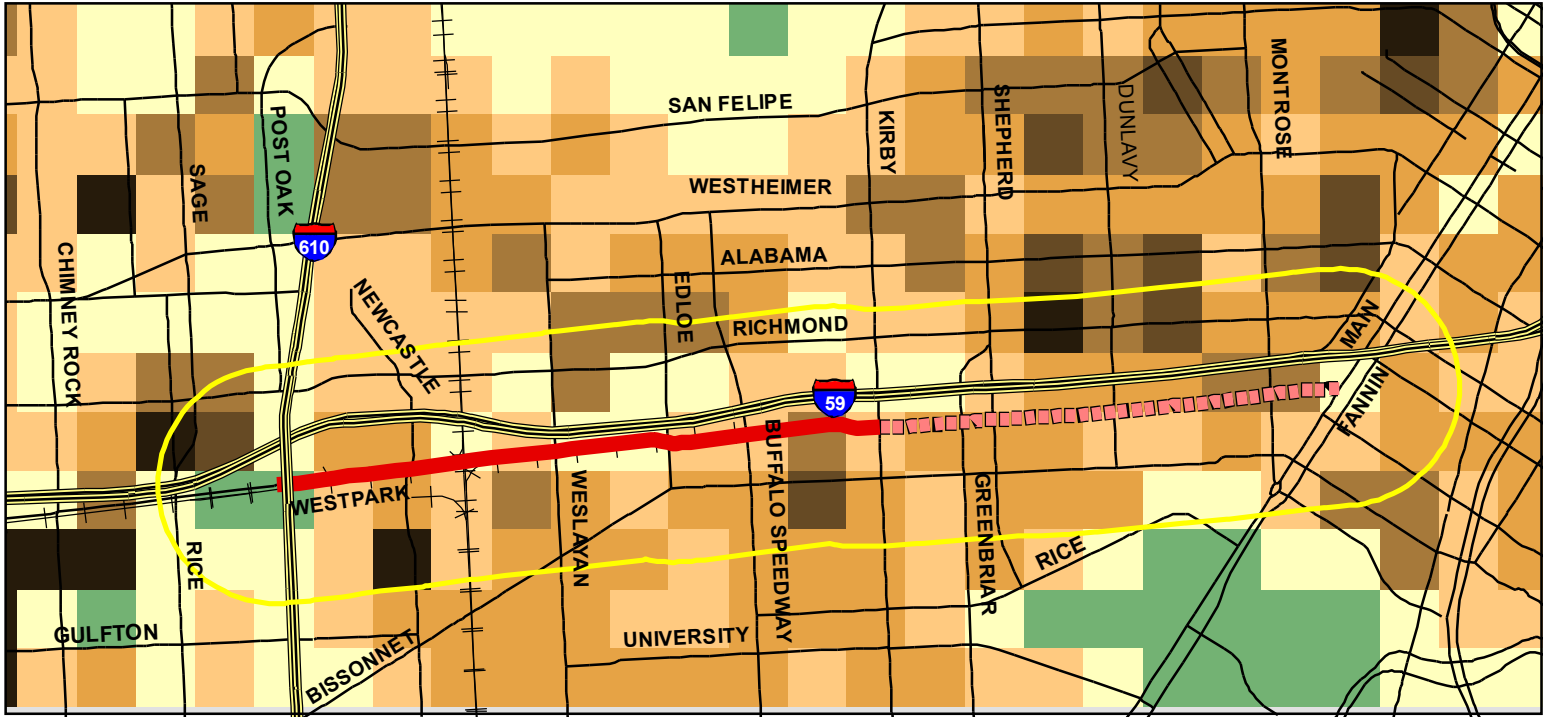 SAN FELIPE
POST OAK
MONTROSE
SHEPHERD
DUNLAVY
KIRBY
SAGE
WESTHEIMER
610
CHIMNEY ROCK
ALABAMA
EDLOE
NEWCASTLE
RICHMOND
MAIN
59
FANNIN
BUFFALO SPEEDWAY
WESTPARK
WESLAYAN
GREENBRIAR
RICE
RICE
GULFTON
UNIVERSITY
BISSONNET